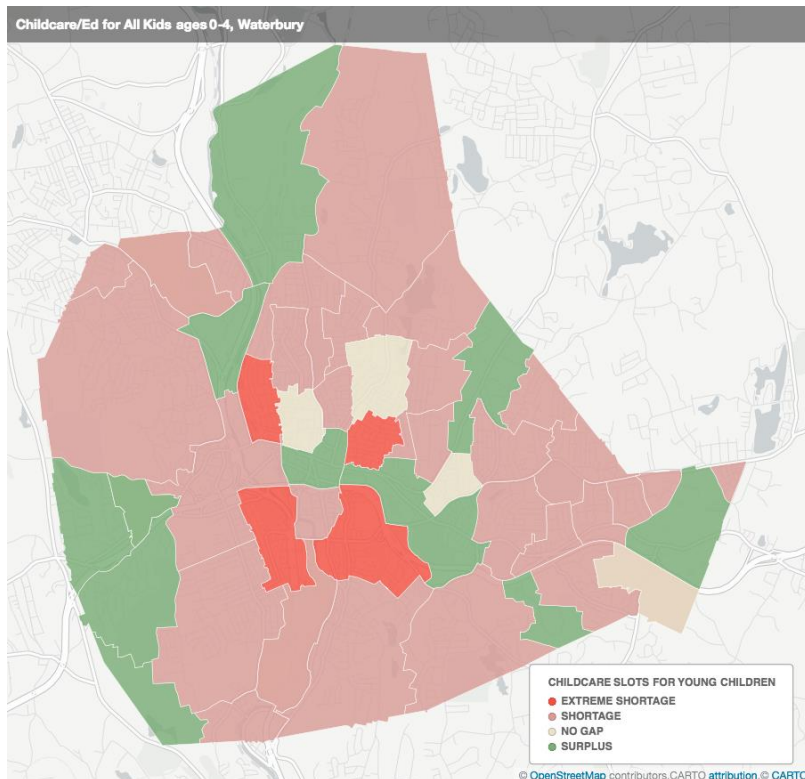 Childcare/Ed for All Kids ages 0-4, Waterbury
CHILDCARE SLOTS FOR YOUNG CHILDREN
EXTREME SHORTAGE
SHORTAGE
NO GAP
SURPLUS
© OpenStreetMap contributors,CARTO attribution,© CARTO